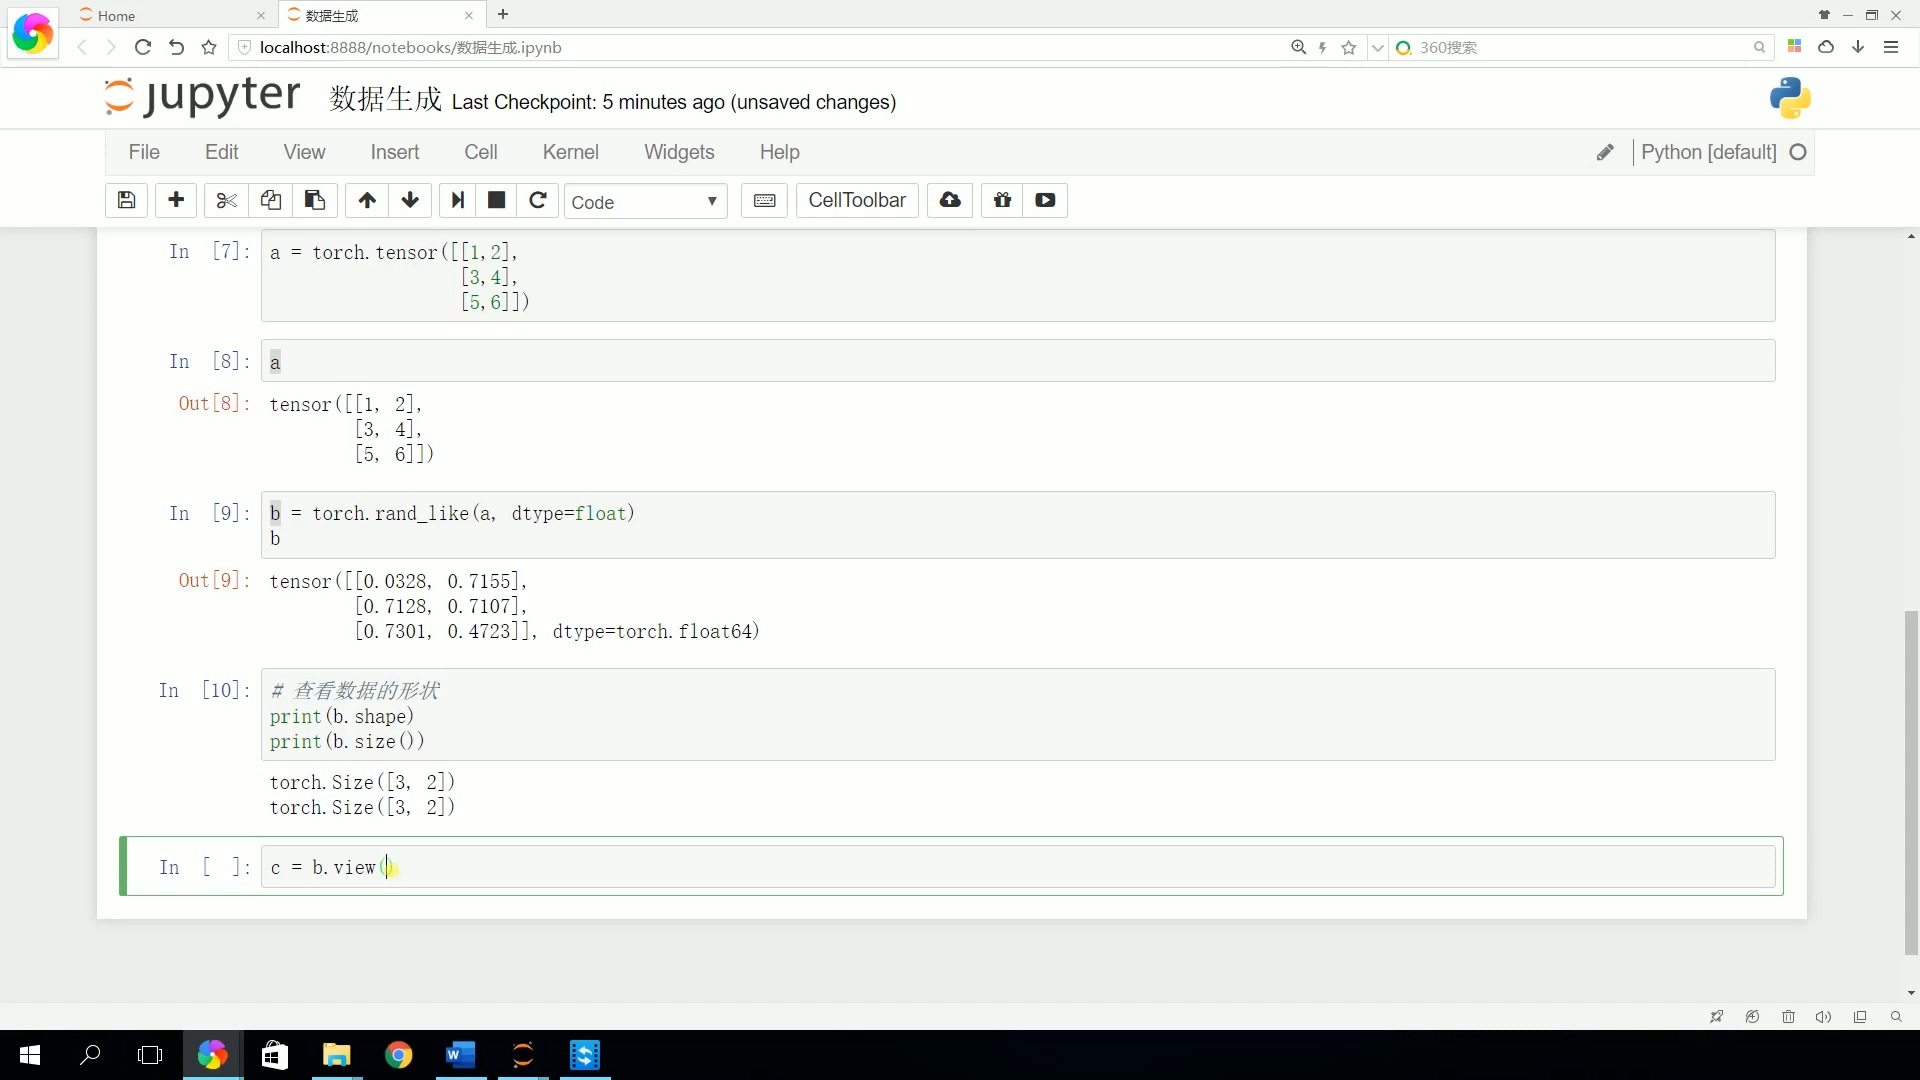 Home
数据生成
localhost:8888/notebooks/数据生成.ipynb
360搜索
jupyter 数据生成 Last Checkpoint: 5 minutes ago (unsaved changes)
File Edit View Insert Cell Kernel Widgets Help Python [default]
Code CellToolbar
In [7]: a = torch.tensor([[1,2],
[3,4],
[5,6]])
In [8]: a
Out[8]: tensor([[1, 2],
[3, 4],
[5, 6]])
In [9]: b = torch.rand_like(a, dtype=float)
b
Out[9]: tensor([[0.0328, 0.7155],
[0.7128, 0.7107],
[0.7301, 0.4723]], dtype=torch.float64)
In [10]: # 查看数据的形状
print(b.shape)
print(b.size())
torch.Size([3, 2])
torch.Size([3, 2])
In [ ]: c = b.view()